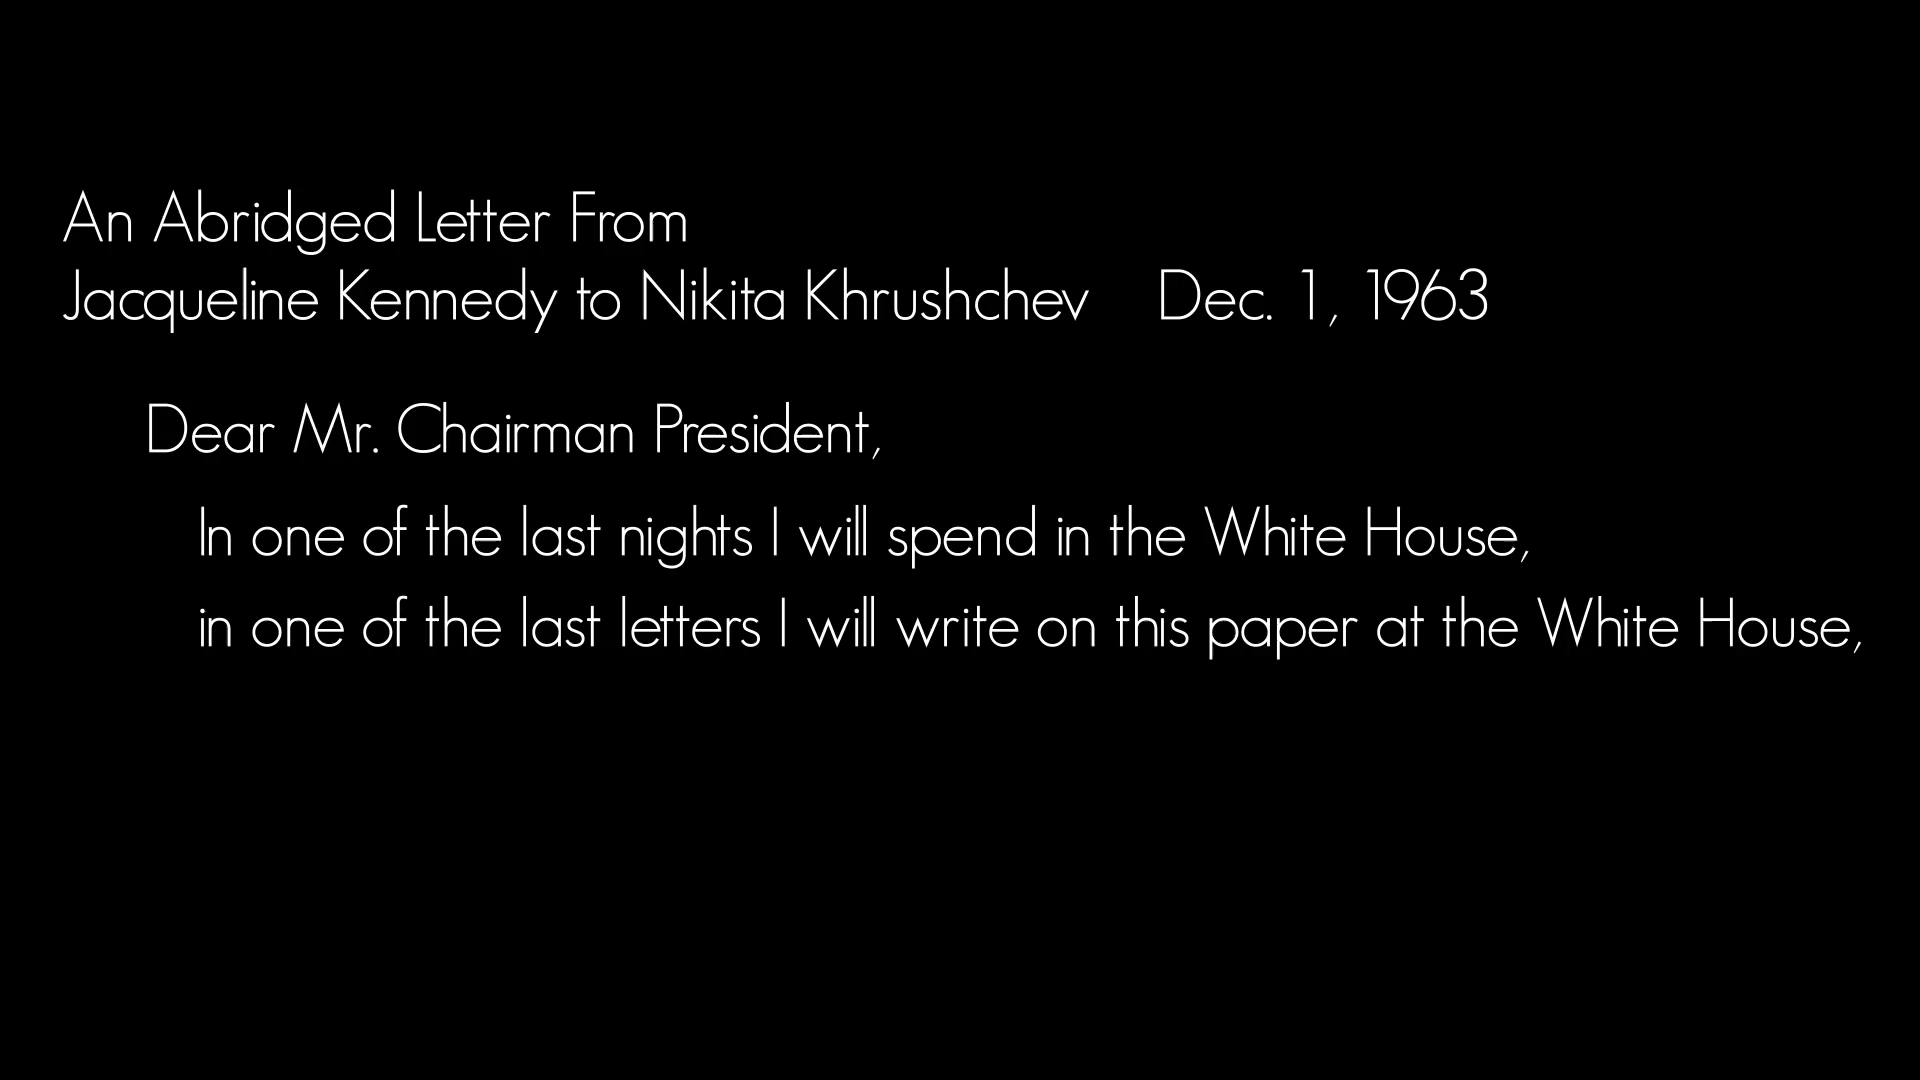 An Abridged Letter From
Jacqueline Kennedy to Nikita Khrushchev Dec. 1, 1963
Dear Mr. Chairman President,
In one of the last nights I will spend in the White House,
in one of the last letters I will write on this paper at the White House,